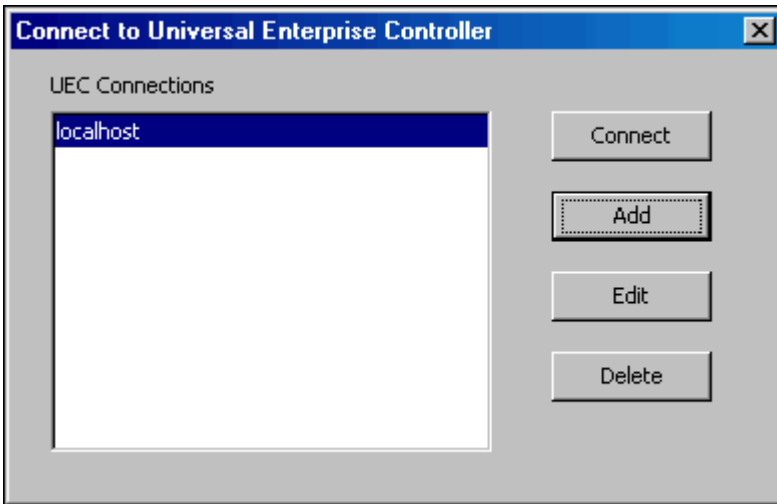 Connect to Universal Enterprise Controller
UEC Connections
localhost
Connect
Add
Edit
Delete